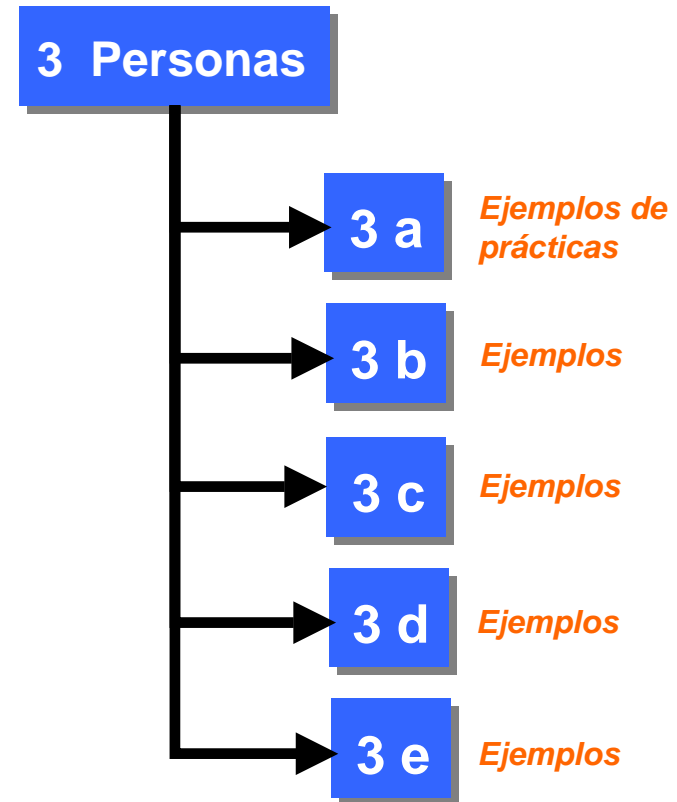 3 Personas
3 a
Ejemplos de
prácticas
3 b
Ejemplos
3 c
Ejemplos
3 d
Ejemplos
3 e
Ejemplos